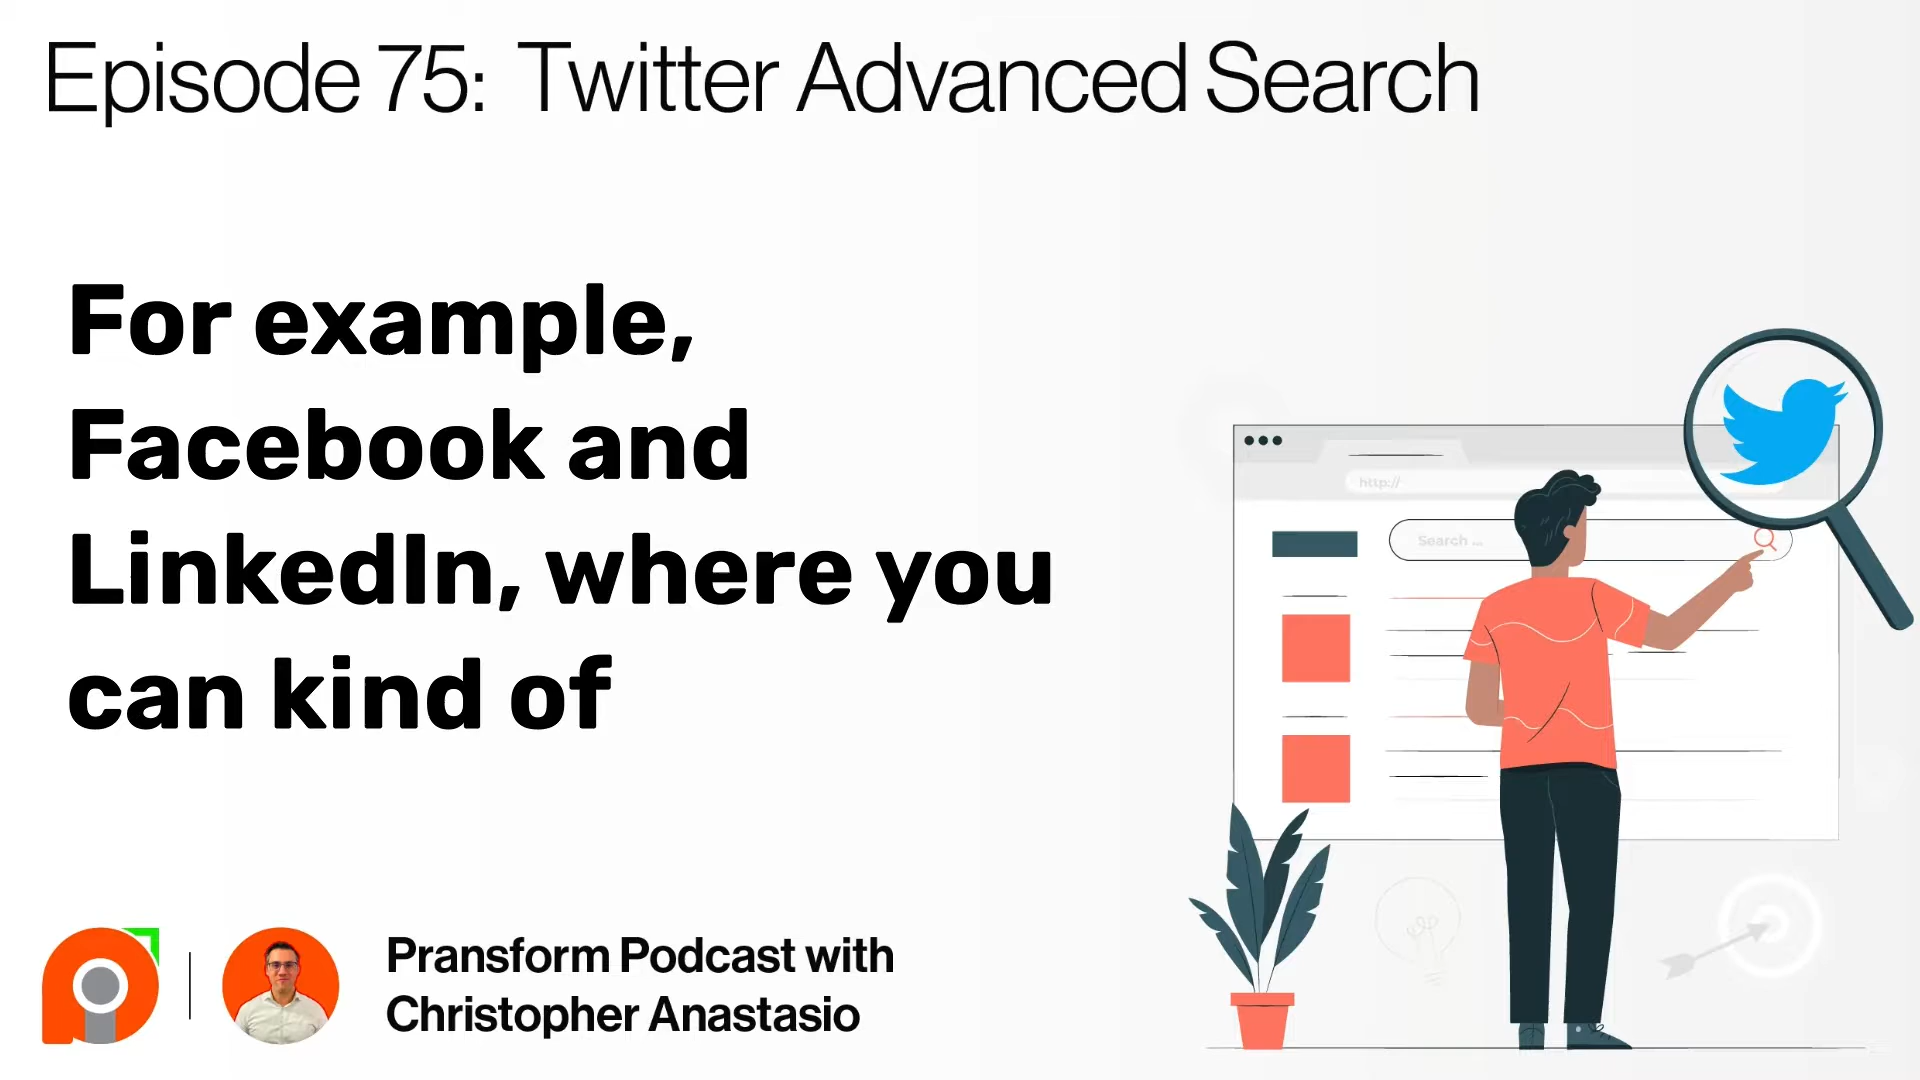 Episode 75: Twitter Advanced Search
For example,
Facebook and
LinkedIn, where you
can kind of
http://
Search ...
Pransform Podcast with
Christopher Anastasio